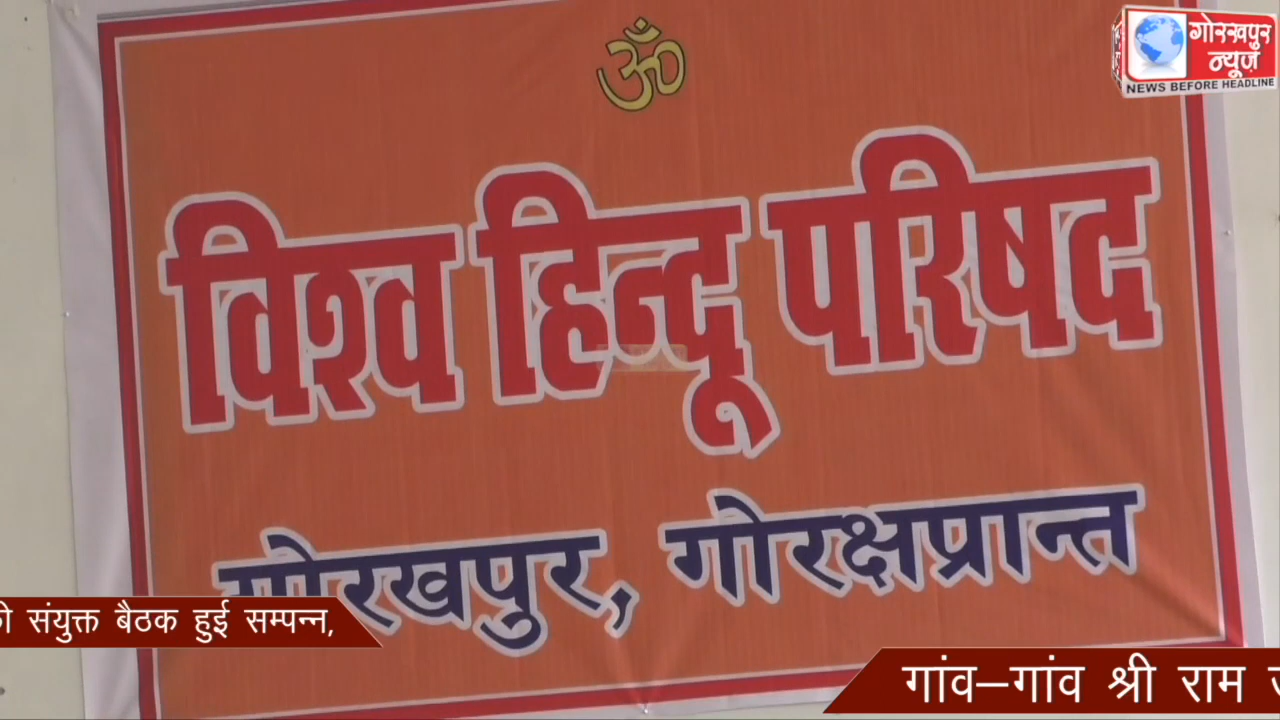 गोरखपुर
न्यूज़
NEWS BEFORE HEADLINE
ॐ
विश्व हिन्दू परिषद
गोरखपुर, गोरक्षप्रान्त
संयुक्त बैठक हुई सम्पन्न,
गांव–गांव श्री राम